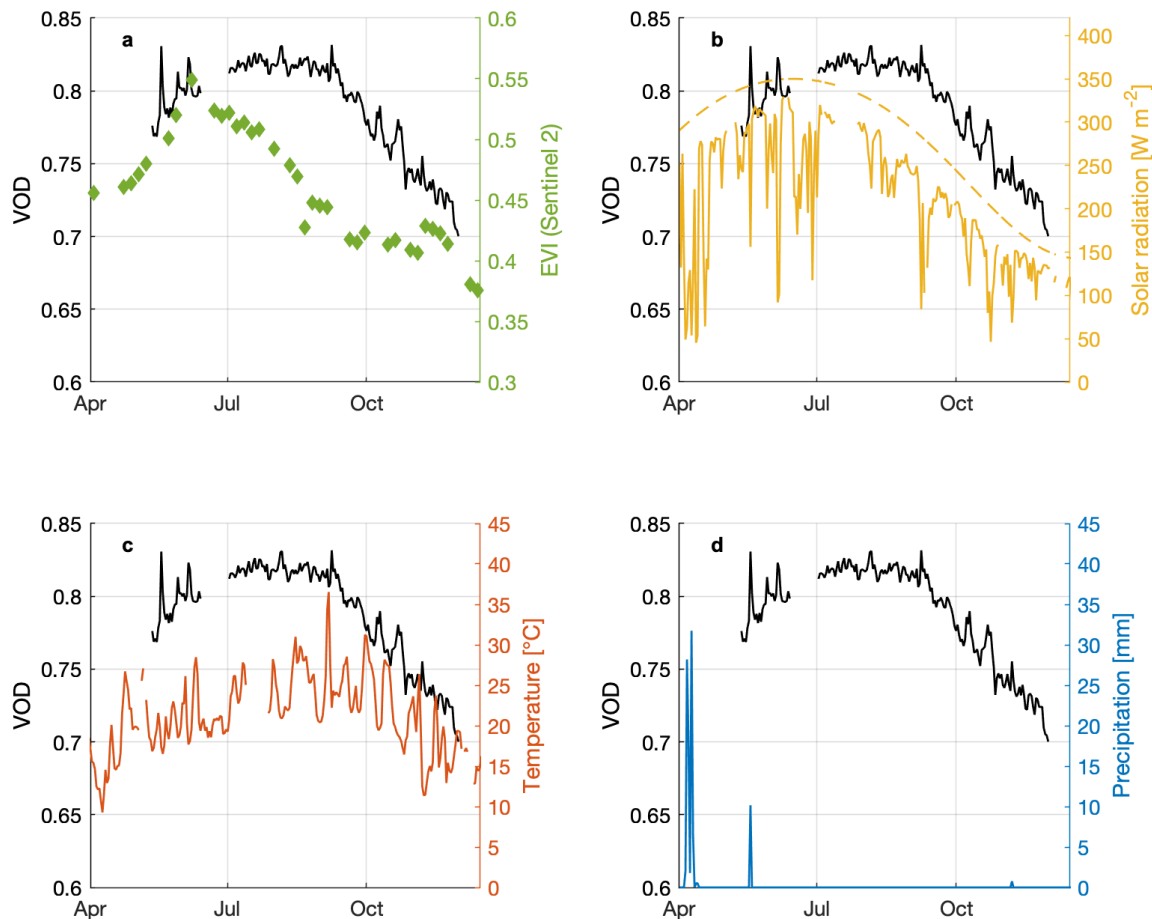 a
0.85
0.8
0.75
0.7
0.65
0.6
VOD
Apr
Jul
Oct
0.6
0.55
0.5
0.45
0.4
0.35
0.3
EVI (Sentinel 2)
b
0.85
0.8
0.75
0.7
0.65
0.6
VOD
Apr
Jul
Oct
400
350
300
250
200
150
100
50
0
Solar radiation [W m⁻²]
c
0.85
0.8
0.75
0.7
0.65
0.6
VOD
Apr
Jul
Oct
45
40
35
30
25
20
15
10
5
0
Temperature [°C]
d
0.85
0.8
0.75
0.7
0.65
0.6
VOD
Apr
Jul
Oct
45
40
35
30
25
20
15
10
5
0
Precipitation [mm]